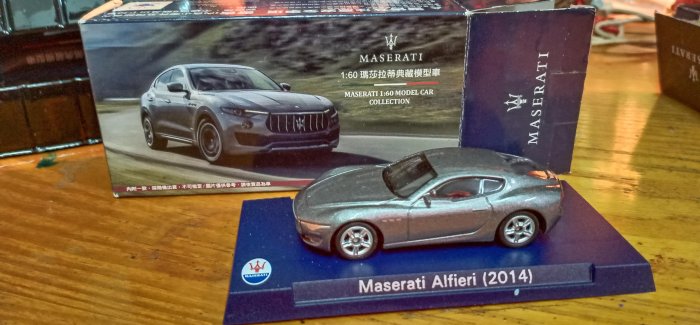 MASERATI
1:60 瑪莎拉蒂典藏模型車
MASERATI 1:60 MODEL CAR
COLLECTION
MASERATI
MASERATI
Maserati Alfieri (2014)